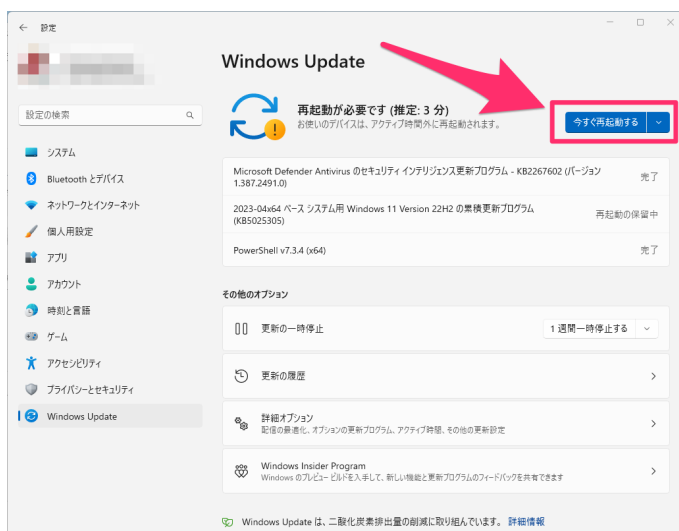 設定
Windows Update
再起動が必要です (推定: 3 分)
お使いのデバイスは、アクティブ時間外に再起動されます。
今すぐ再起動する
設定の検索
システム
Bluetooth とデバイス
ネットワークとインターネット
個人用設定
アプリ
アカウント
時刻と言語
ゲーム
アクセシビリティ
プライバシーとセキュリティ
Windows Update
Microsoft Defender Antivirus のセキュリティ インテリジェンス更新プログラム - KB2267602 (バージョン
1.387.2491.0)
完了
2023-04x64 ベース システム用 Windows 11 Version 22H2 の累積更新プログラム
(KB5025305)
再起動の保留中
PowerShell v7.3.4 (x64)
完了
その他のオプション
更新の一時停止
1 週間一時停止する
更新の履歴
詳細オプション
配信の最適化、オプションの更新プログラム、アクティブ時間、その他の更新設定
Windows Insider Program
Windows のプレビュー ビルドを入手して、新しい機能と更新プログラムのフィードバックを共有できます
Windows Update は、二酸化炭素排出量の削減に取り組んでいます。 詳細情報